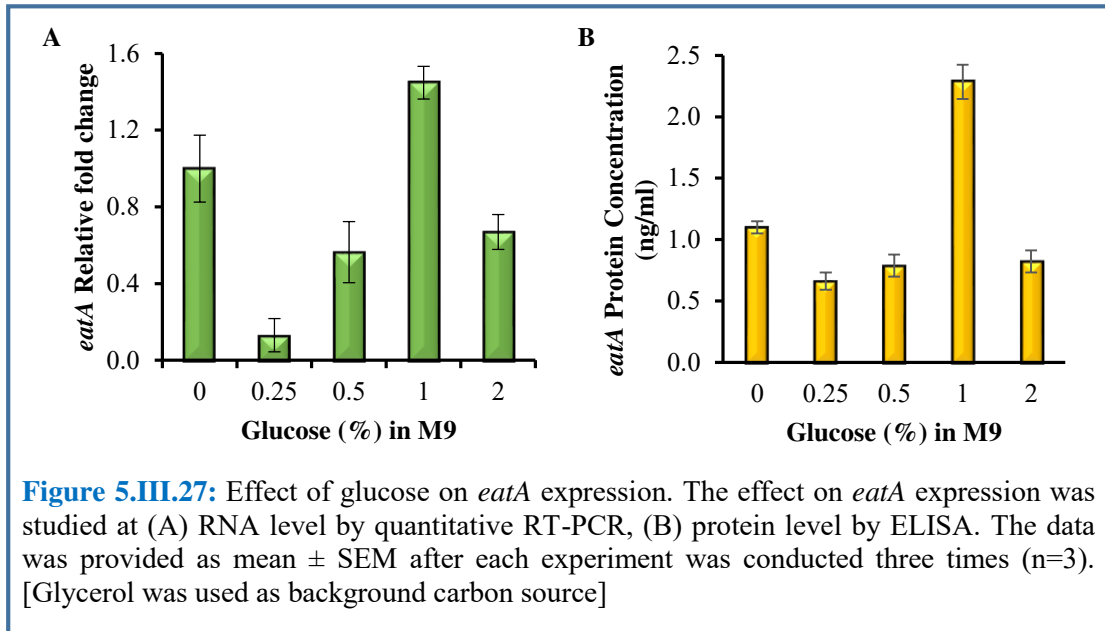 A
eatA Relative fold change
1.6
1.2
0.8
0.4
0.0
0 0.25 0.5 1 2
Glucose (%) in M9
B
eatA Protein Concentration
(ng/ml)
2.5
2.0
1.5
1.0
0.5
0.0
0 0.25 0.5 1 2
Glucose (%) in M9
Figure 5.III.27: Effect of glucose on eatA expression. The effect on eatA expression was
studied at (A) RNA level by quantitative RT-PCR, (B) protein level by ELISA. The data
was provided as mean ± SEM after each experiment was conducted three times (n=3).
[Glycerol was used as background carbon source]